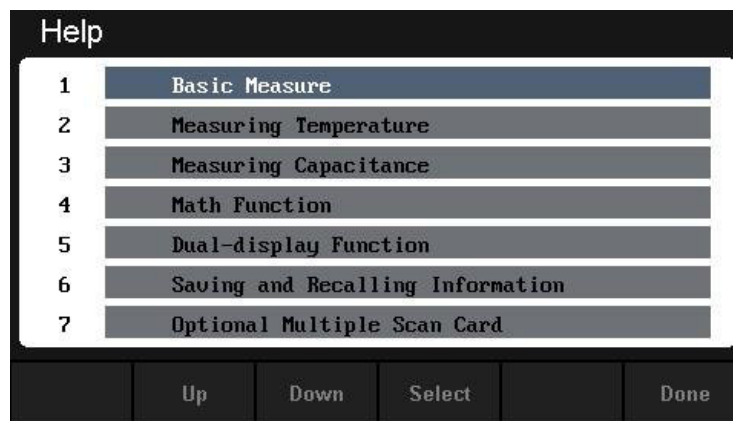 Help
1 Basic Measure
2 Measuring Temperature
3 Measuring Capacitance
4 Math Function
5 Dual-display Function
6 Saving and Recalling Information
7 Optional Multiple Scan Card
Up Down Select Done